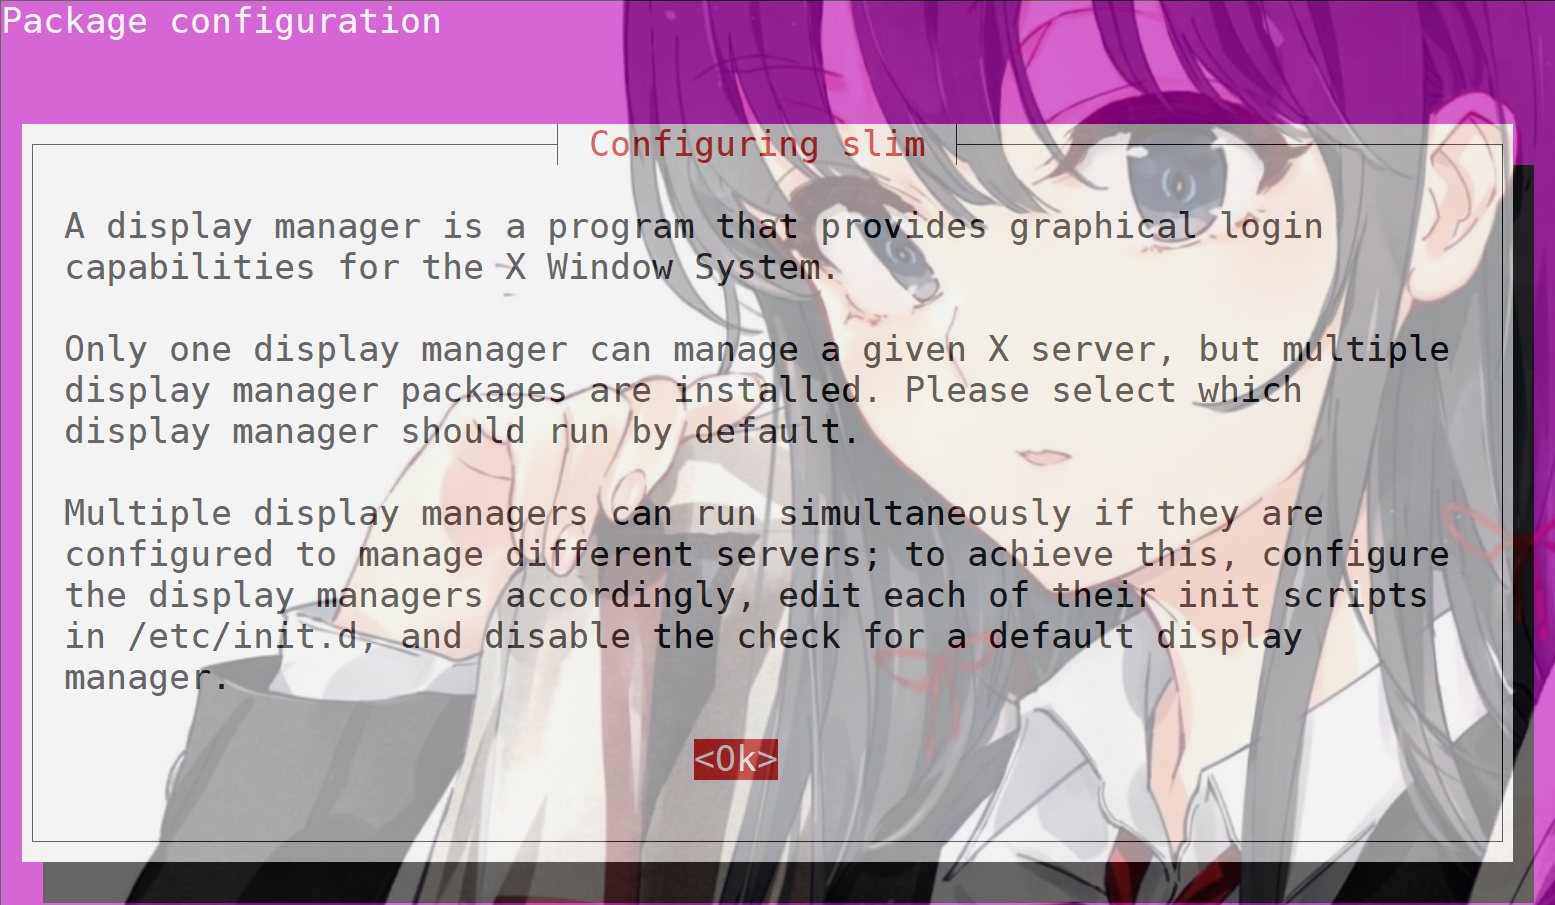 Package configuration
Configuring slim
A display manager is a program that provides graphical login
capabilities for the X Window System.
Only one display manager can manage a given X server, but multiple
display manager packages are installed. Please select which
display manager should run by default.
Multiple display managers can run simultaneously if they are
configured to manage different servers; to achieve this, configure
the display managers accordingly, edit each of their init scripts
in /etc/init.d, and disable the check for a default display
manager.
<Ok>